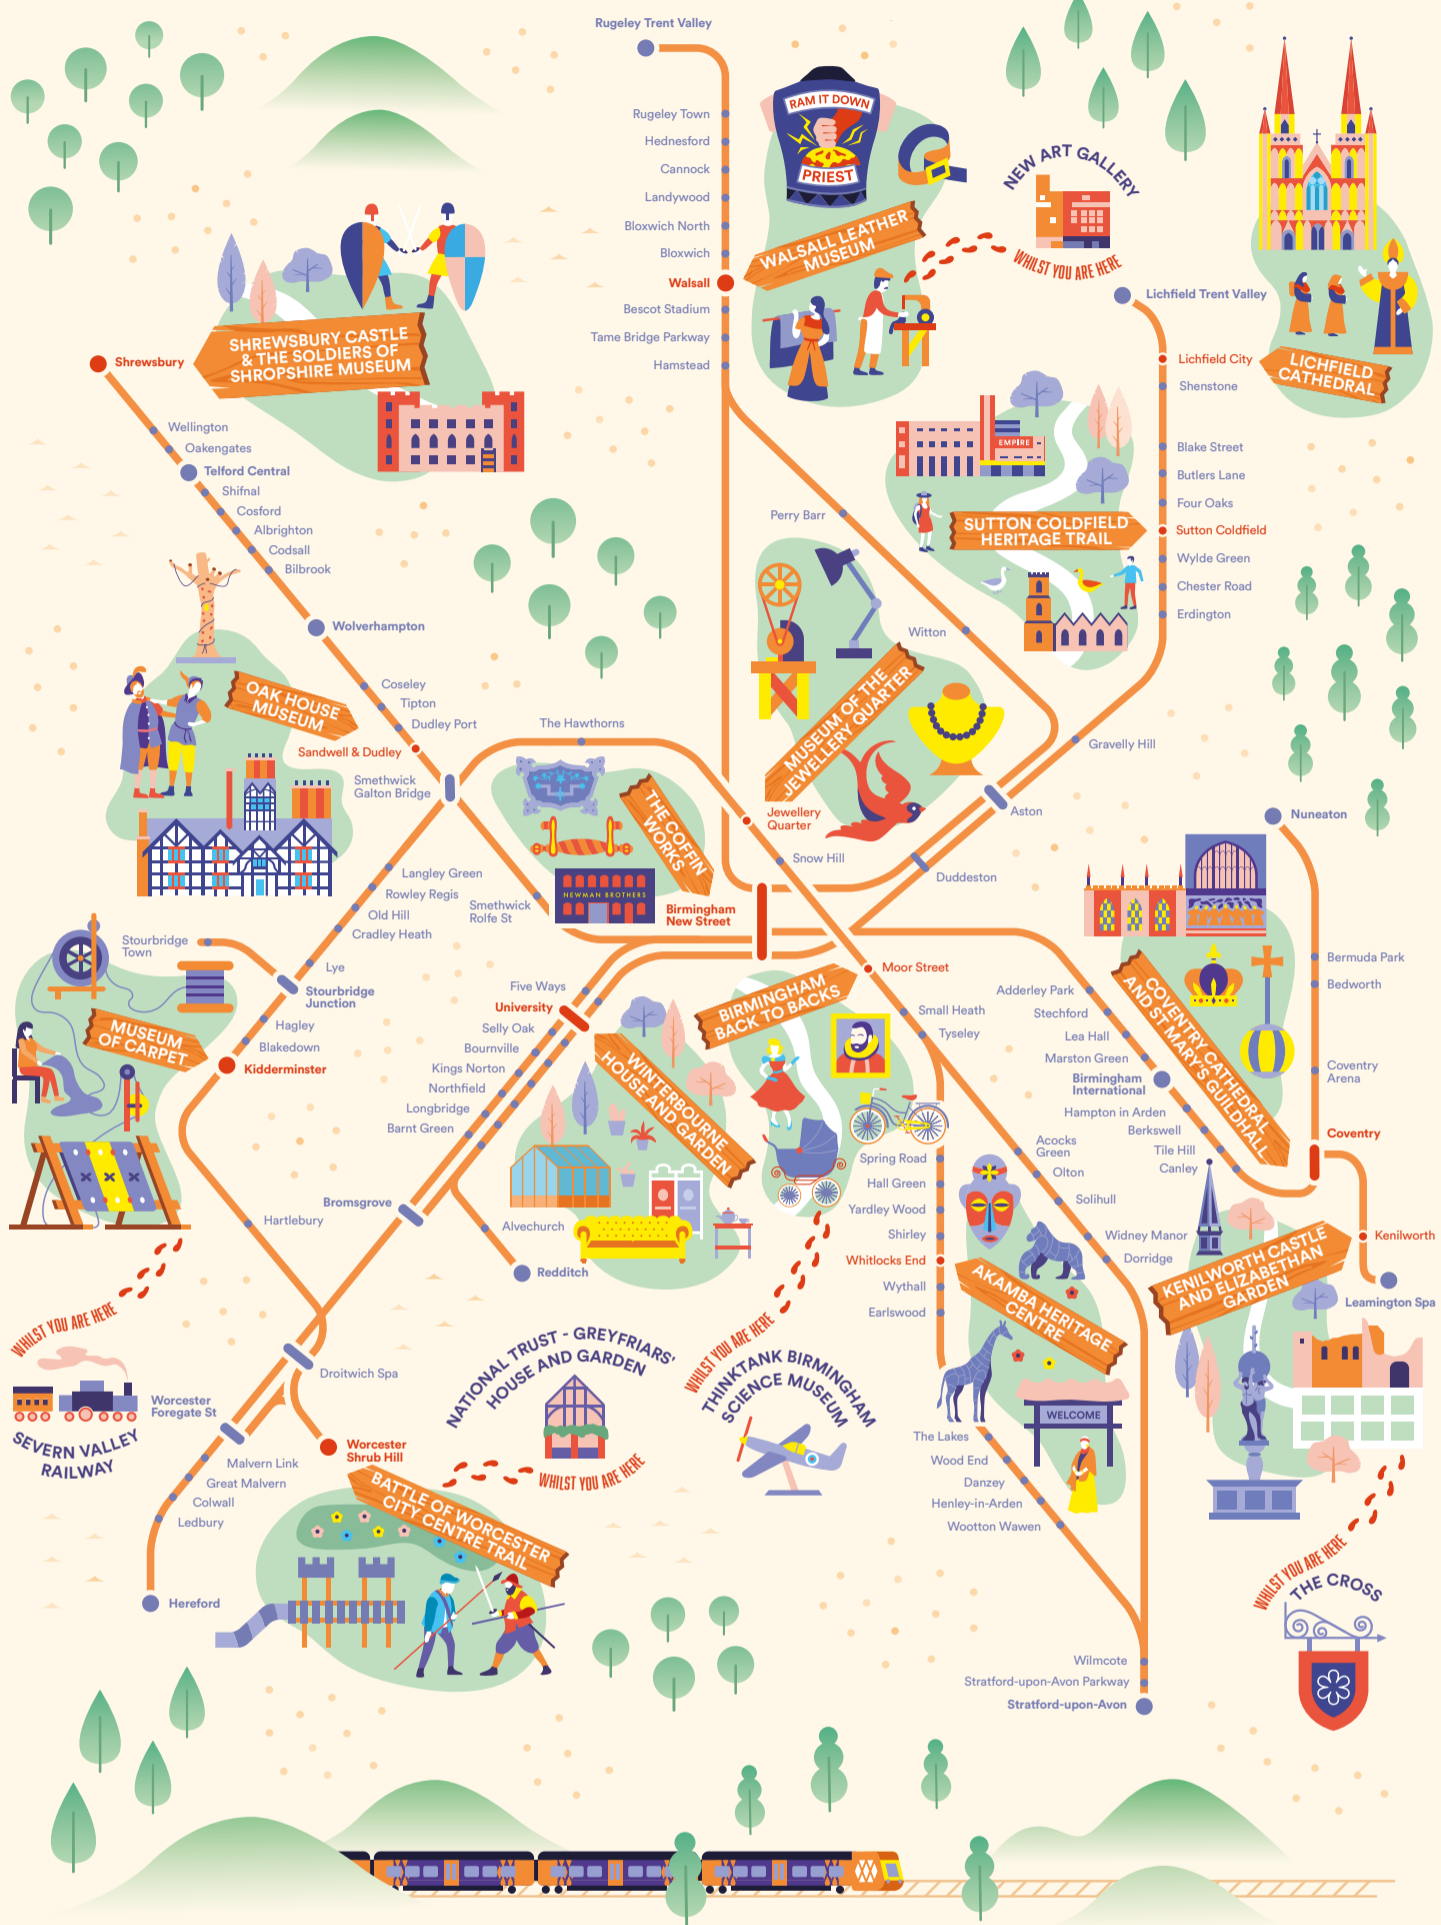 Rugeley Trent Valley
Rugeley Town
Hednesford
Cannock
Landywood
Bloxwich North
Bloxwich
Walsall
Bescot Stadium
Tame Bridge Parkway
Hamstead
RAM IT DOWN
PRIEST
WALSALL LEATHER
MUSEUM
NEW ART GALLERY
WHILST YOU ARE HERE
Lichfield Trent Valley
Lichfield City
Shenstone
LICHFIELD
CATHEDRAL
Blake Street
Butlers Lane
Four Oaks
Sutton Coldfield
Wylde Green
Chester Road
Erdington
EMPIRE
SUTTON COLDFIELD
HERITAGE TRAIL
Shrewsbury
SHREWSBURY CASTLE
& THE SOLDIERS OF
SHROPSHIRE MUSEUM
Wellington
Oakengates
Telford Central
Shifnal
Cosford
Albrighton
Codsall
Bilbrook
Wolverhampton
Coseley
Tipton
Dudley Port
Sandwell & Dudley
Smethwick
Galton Bridge
OAK HOUSE
MUSEUM
Perry Barr
Witton
MUSEUM OF THE
JEWELLERY QUARTER
The Hawthorns
Jewellery
Quarter
Snow Hill
THE COFFIN
WORKS
NEWMAN BROTHERS
Gravelly Hill
Aston
Duddeston
Nuneaton
Langley Green
Rowley Regis
Old Hill
Cradley Heath
Smethwick
Rolfe St
Birmingham
New Street
Stourbridge
Town
Lye
Stourbridge
Junction
Hagley
Blakedown
Kidderminster
MUSEUM
OF CARPET
Five Ways
University
Selly Oak
Bournville
Kings Norton
Northfield
Longbridge
Barnt Green
WINTERBOURNE
HOUSE AND GARDEN
BIRMINGHAM
BACK TO BACKS
Moor Street
Small Heath
Tyseley
Adderley Park
Stechford
Lea Hall
Marston Green
Birmingham
International
Hampton in Arden
Berkswell
Tile Hill
Canley
COVENTRY CATHEDRAL
AND ST MARY'S GUILDHALL
Bermuda Park
Bedworth
Coventry
Arena
Coventry
Kenilworth
Leamington Spa
KENILWORTH CASTLE
AND ELIZABETHAN
GARDEN
Spring Road
Hall Green
Yardley Wood
Shirley
Whitlocks End
Wythall
Earlswood
Acocks
Green
Olton
Solihull
Widney Manor
Dorridge
AKAMBA HERITAGE
CENTRE
WELCOME
Hartlebury
Bromsgrove
Alvechurch
Redditch
WHILST YOU ARE HERE
SEVERN VALLEY
RAILWAY
Droitwich Spa
Worcester
Foregate St
Worcester
Shrub Hill
Malvern Link
Great Malvern
Colwall
Ledbury
Hereford
BATTLE OF WORCESTER
CITY CENTRE TRAIL
NATIONAL TRUST - GREYFRIARS'
HOUSE AND GARDEN
WHILST YOU ARE HERE
WHILST YOU ARE HERE
THINKTANK BIRMINGHAM
SCIENCE MUSEUM
The Lakes
Wood End
Danzey
Henley-in-Arden
Wootton Wawen
WHILST YOU ARE HERE
THE CROSS
Wilmcote
Stratford-upon-Avon Parkway
Stratford-upon-Avon